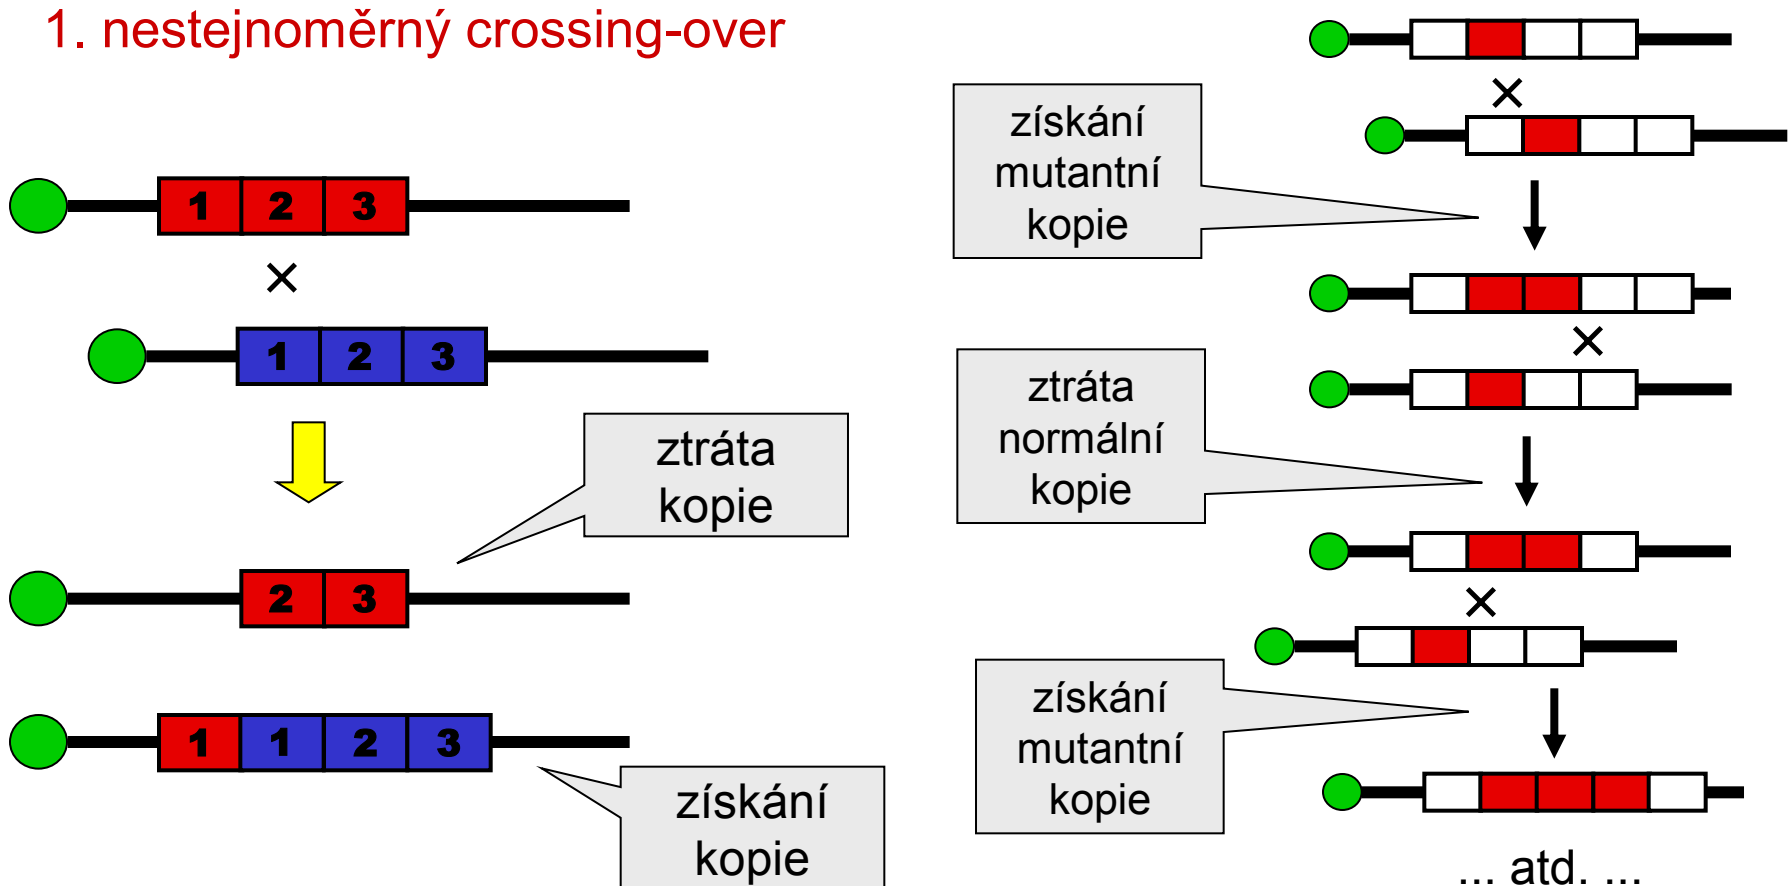 1. nestejnoměrný crossing-over
1 2 3
×
1 2 3
ztráta
kopie
2 3
1 1 2 3
získání
kopie
×
získání
mutantní
kopie
×
ztráta
normální
kopie
×
získání
mutantní
kopie
... atd. ...